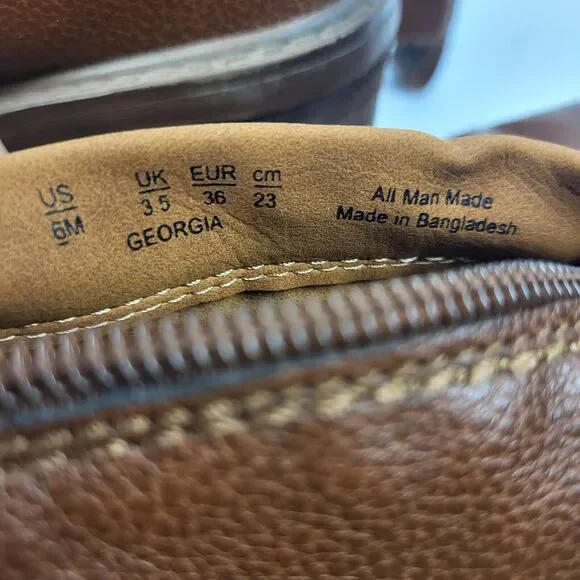 US UK EUR cm
6M 3.5 36 23
GEORGIA
All Man Made
Made in Bangladesh